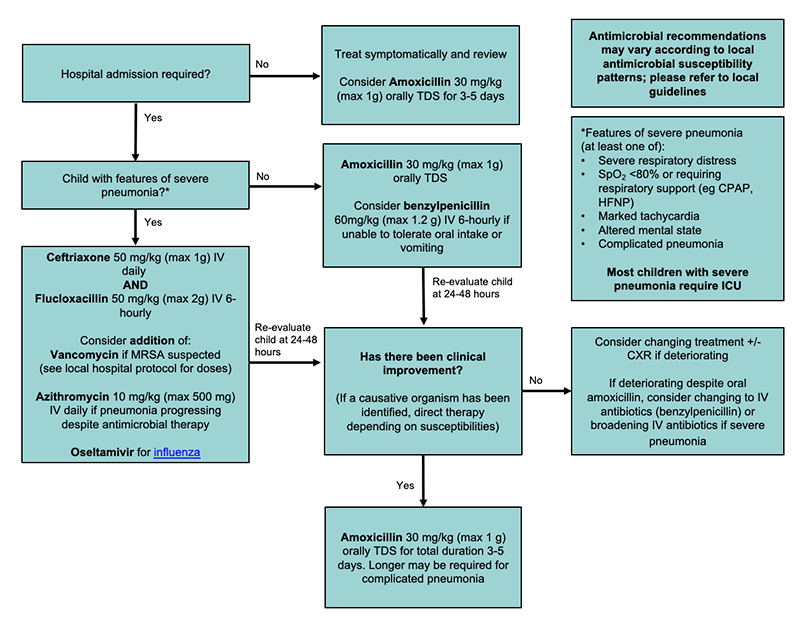 Hospital admission required?
No
Treat symptomatically and review
Consider Amoxicillin 30 mg/kg
(max 1g) orally TDS for 3-5 days
Antimicrobial recommendations
may vary according to local
antimicrobial susceptibility
patterns; please refer to local
guidelines
Yes
Child with features of severe
pneumonia?*
No
Amoxicillin 30 mg/kg (max 1g)
orally TDS
Consider benzylpenicillin
60mg/kg (max 1.2 g) IV 6-hourly if
unable to tolerate oral intake or
vomiting
*Features of severe pneumonia
(at least one of):
• Severe respiratory distress
• SpO2 <80% or requiring
respiratory support (eg CPAP,
HFNP)
• Marked tachycardia
• Altered mental state
• Complicated pneumonia
Most children with severe
pneumonia require ICU
Yes
Ceftriaxone 50 mg/kg (max 1g) IV
daily
AND
Flucloxacillin 50 mg/kg (max 2g) IV 6-
hourly
Consider addition of:
Vancomycin if MRSA suspected
(see local hospital protocol for doses)
Azithromycin 10 mg/kg (max 500 mg)
IV daily if pneumonia progressing
despite antimicrobial therapy
Oseltamivir for influenza
Re-evaluate
child at 24-48
hours
Re-evaluate child
at 24-48 hours
Has there been clinical
improvement?
(If a causative organism has been
identified, direct therapy
depending on susceptibilities)
No
Consider changing treatment +/-
CXR if deteriorating
If deteriorating despite oral
amoxicillin, consider changing to IV
antibiotics (benzylpenicillin) or
broadening IV antibiotics if severe
pneumonia
Yes
Amoxicillin 30 mg/kg (max 1 g)
orally TDS for total duration 3-5
days. Longer may be required for
complicated pneumonia